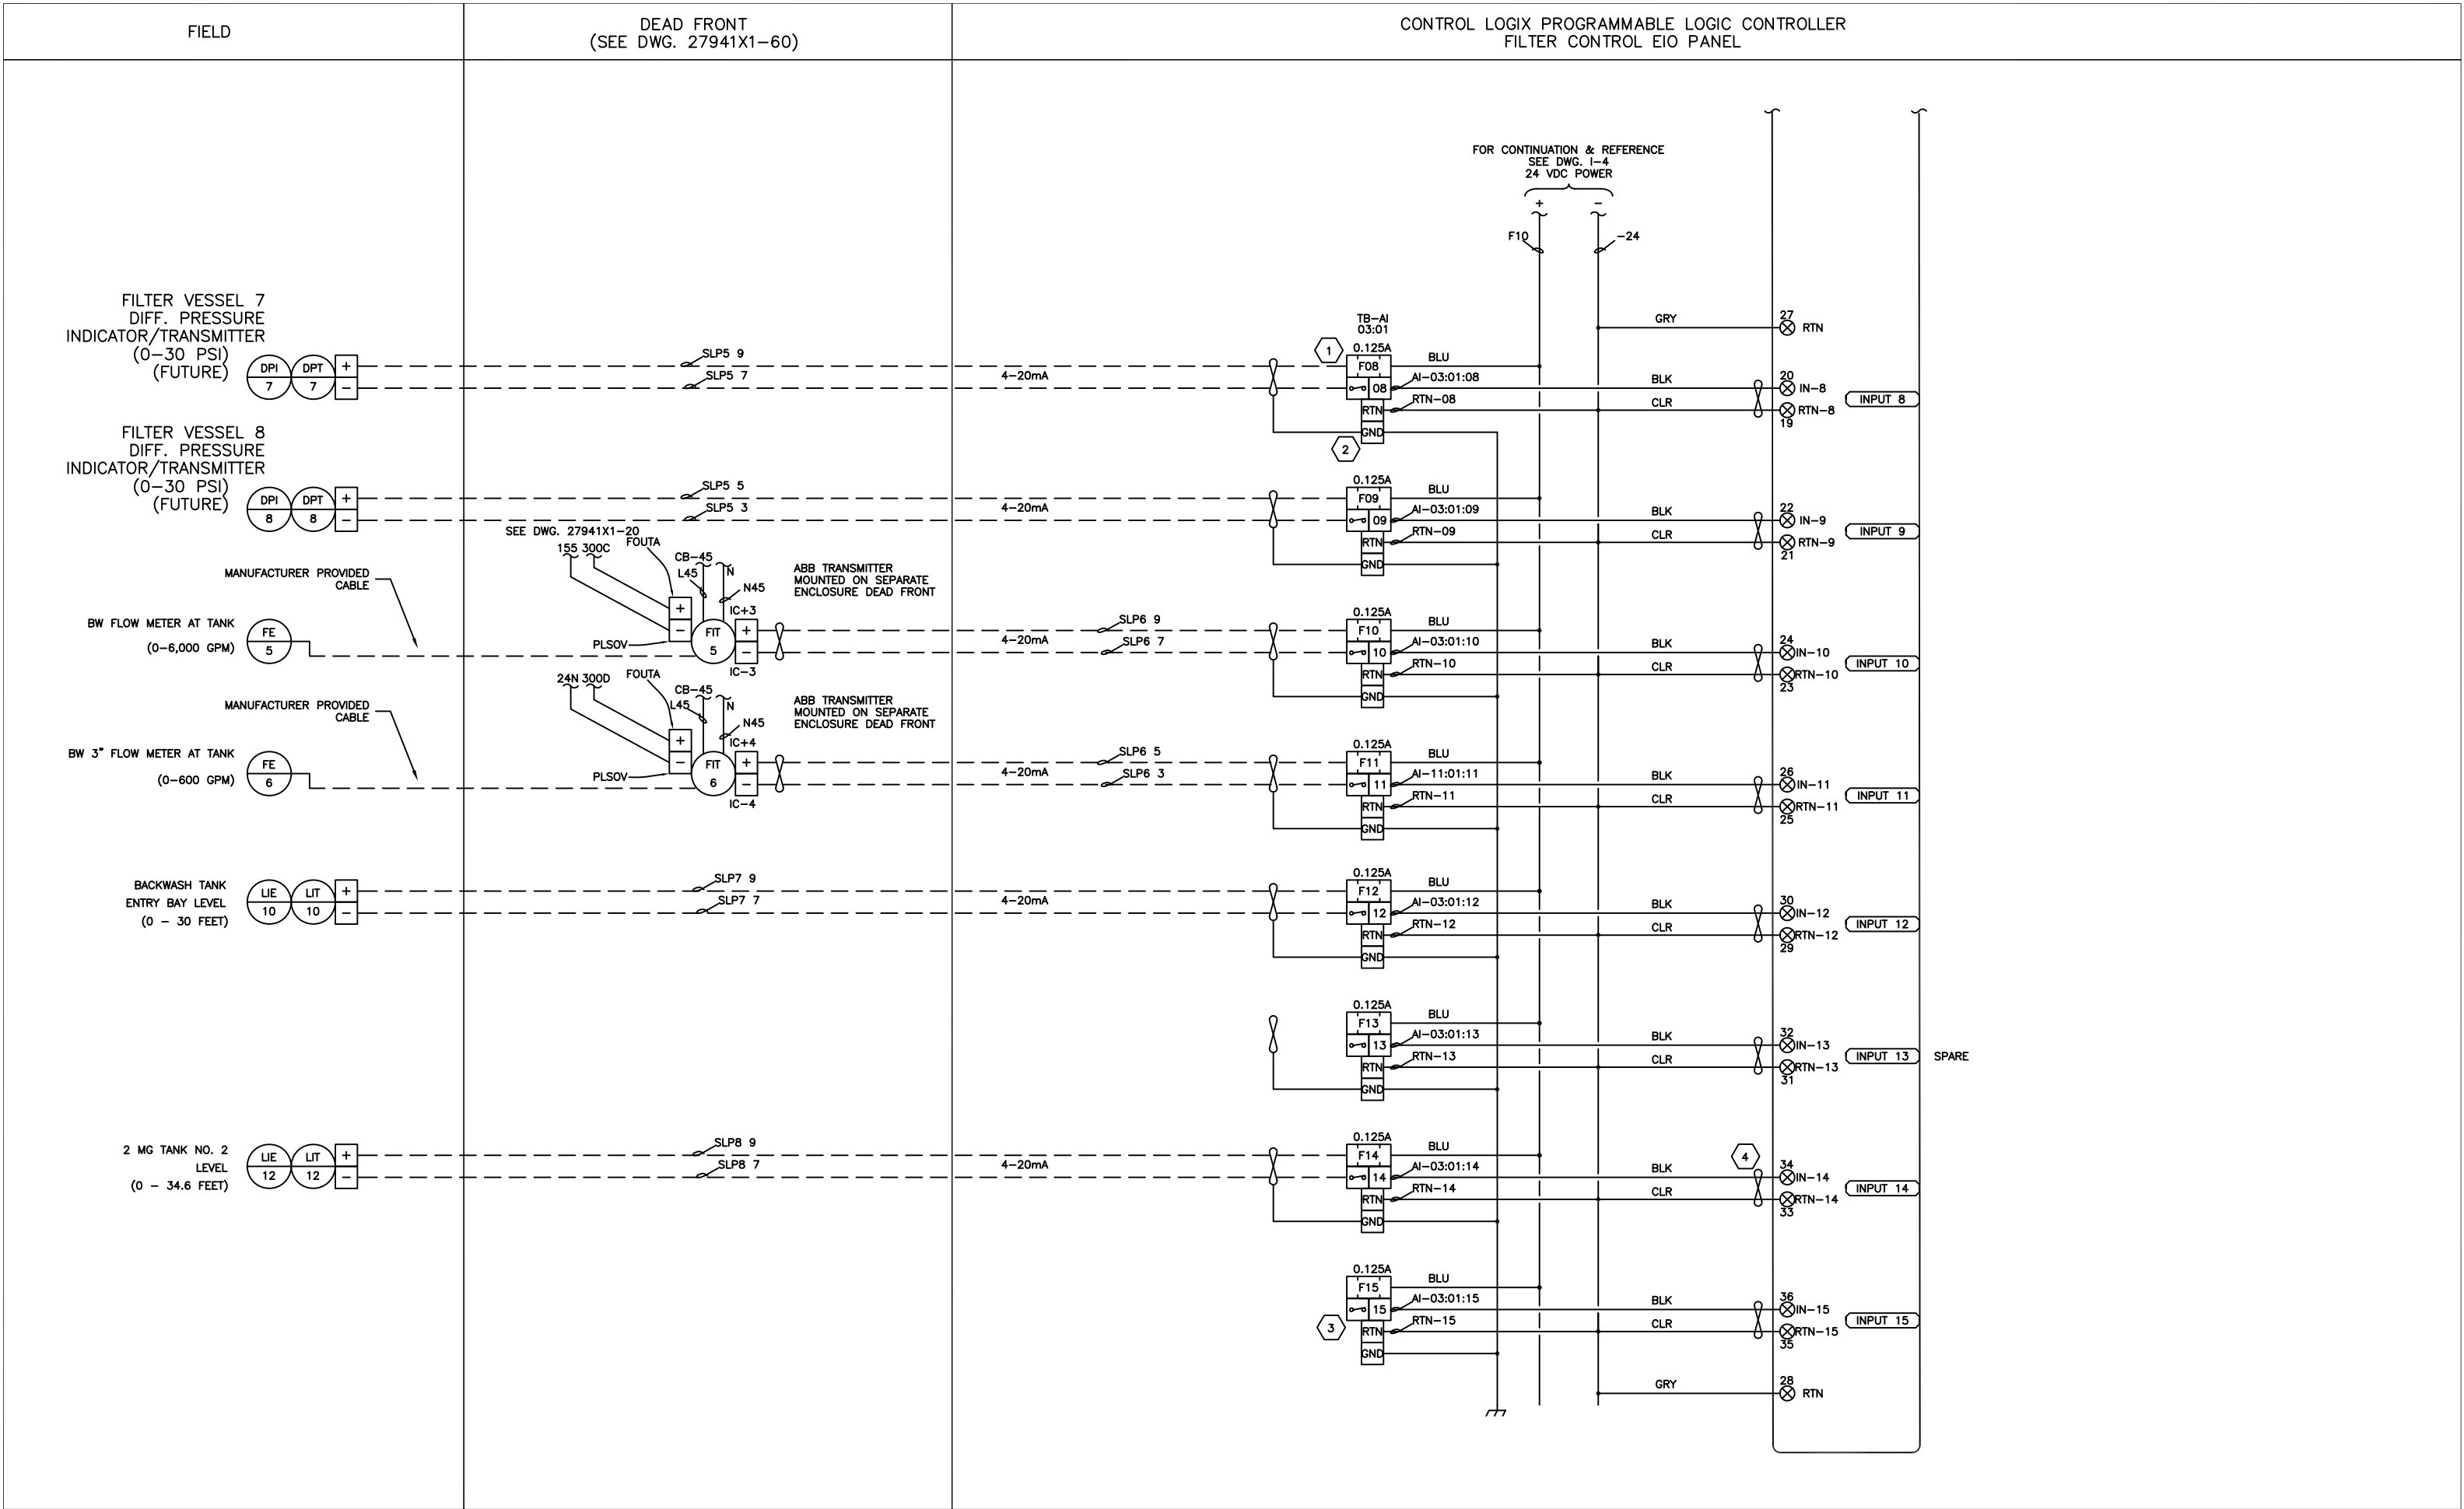 FIELD
DEAD FRONT
(SEE DWG. 27941X1-60)
CONTROL LOGIX PROGRAMMABLE LOGIC CONTROLLER
FILTER CONTROL EIO PANEL
FOR CONTINUATION & REFERENCE
SEE DWG. I-4
24 VDC POWER
+ -
F10 -24
27
GRY RTN
FILTER VESSEL 7
DIFF. PRESSURE
INDICATOR/TRANSMITTER
(0-30 PSI)
(FUTURE)
DPI 7 DPT 7 + -
SLP5 9
SLP5 7
4-20mA
TB-AI
03:01
1
0.125A
F08 BLU
08 AI-03:01:08 BLK 20 IN-8
RTN RTN-08 CLR RTN-8 19
GND
INPUT 8
2
FILTER VESSEL 8
DIFF. PRESSURE
INDICATOR/TRANSMITTER
(0-30 PSI)
(FUTURE)
DPI 8 DPT 8 + -
SLP5 5
SLP5 3
4-20mA
0.125A
F09 BLU
09 AI-03:01:09 BLK 22 IN-9
RTN RTN-09 CLR RTN-9 21
GND
INPUT 9
SEE DWG. 27941X1-20
155 300C FOUTA
CB-45
L45 N
N45
ABB TRANSMITTER
MOUNTED ON SEPARATE
ENCLOSURE DEAD FRONT
MANUFACTURER PROVIDED
CABLE
BW FLOW METER AT TANK
(0-6,000 GPM)
FE 5
+ -
PLSOV
FIT 5
IC+3
+ -
IC-3
SLP6 9
SLP6 7
4-20mA
0.125A
F10 BLU
10 AI-03:01:10 BLK 24 IN-10
RTN RTN-10 CLR RTN-10 23
GND
INPUT 10
24N 300D FOUTA
CB-45
L45 N
N45
ABB TRANSMITTER
MOUNTED ON SEPARATE
ENCLOSURE DEAD FRONT
MANUFACTURER PROVIDED
CABLE
BW 3" FLOW METER AT TANK
(0-600 GPM)
FE 6
+ -
PLSOV
FIT 6
IC+4
+ -
IC-4
SLP6 5
SLP6 3
4-20mA
0.125A
F11 BLU
11 AI-11:01:11 BLK 26 IN-11
RTN RTN-11 CLR RTN-11 25
GND
INPUT 11
BACKWASH TANK
ENTRY BAY LEVEL
(0 - 30 FEET)
LIE 10 LIT 10 + -
SLP7 9
SLP7 7
4-20mA
0.125A
F12 BLU
12 AI-03:01:12 BLK 30 IN-12
RTN RTN-12 CLR RTN-12 29
GND
INPUT 12
0.125A
F13 BLU
13 AI-03:01:13 BLK 32 IN-13
RTN RTN-13 CLR RTN-13 31
GND
INPUT 13 SPARE
2 MG TANK NO. 2
LEVEL
(0 - 34.6 FEET)
LIE 12 LIT 12 + -
SLP8 9
SLP8 7
4-20mA
0.125A
F14 BLU
14 AI-03:01:14 BLK 34 IN-14
RTN RTN-14 CLR RTN-14 33
GND
4
INPUT 14
0.125A
F15 BLU
15 AI-03:01:15 BLK 36 IN-15
RTN RTN-15 CLR RTN-15 35
GND
3
INPUT 15
28
GRY RTN